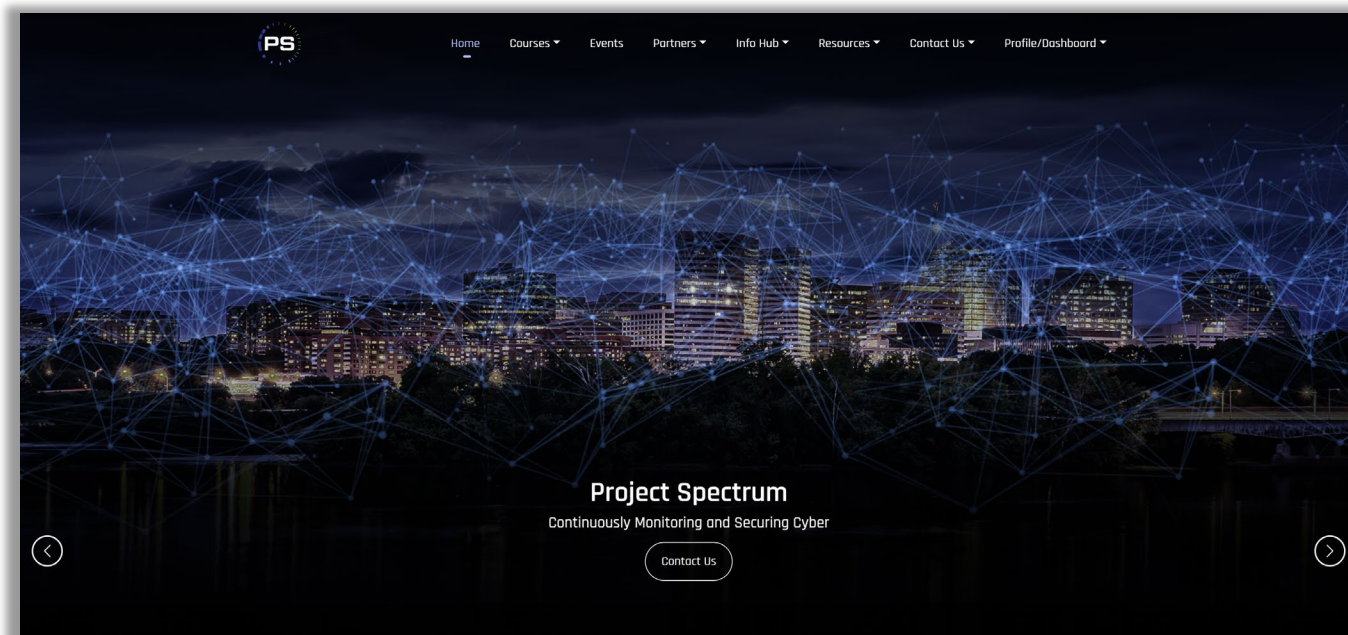 PS
Home Courses Events Partners Info Hub Resources Contact Us Profile/Dashboard
Project Spectrum
Continuously Monitoring and Securing Cyber
Contact Us